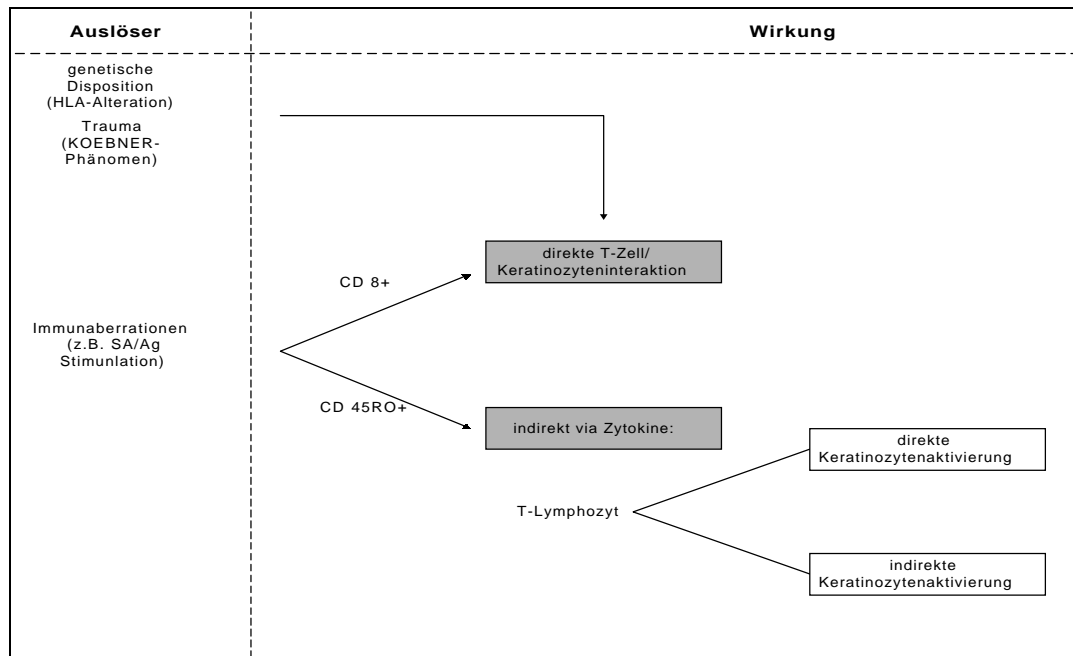 Auslöser
Wirkung
genetische
Disposition
(HLA-Alteration)
Trauma
(KOEBNER-
Phänomen)
direkte T-Zell/
Keratinozyteninteraktion
CD 8+
Immunaberrationen
(z.B. SA/Ag
Stimunlation)
CD 45RO+
indirekt via Zytokine:
direkte
Keratinozytenaktivierung
T-Lymphozyt
indirekte
Keratinozytenaktivierung